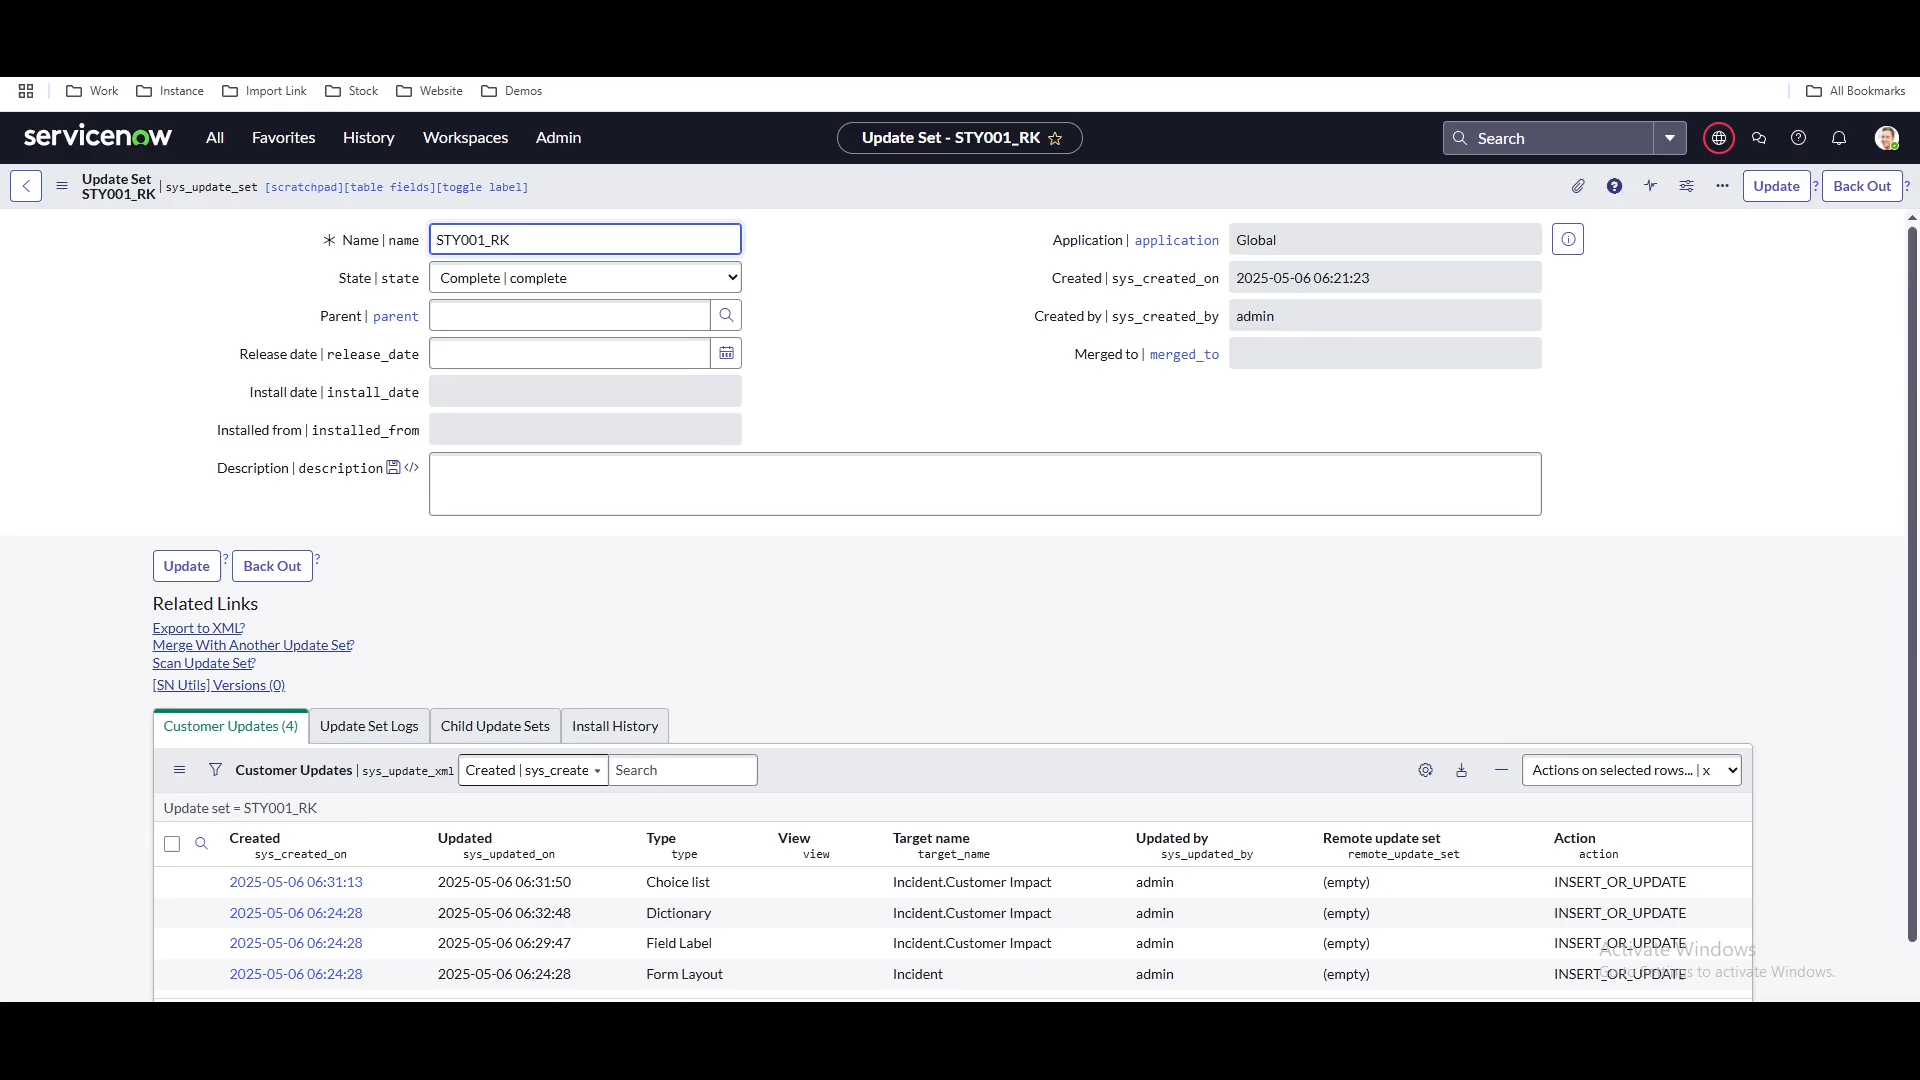 Work Instance Import Link Stock Website Demos All Bookmarks
servicenow All Favorites History Workspaces Admin Update Set - STY001_RK Search
Update Set
STY001_RK | sys_update_set [scratchpad][table fields][toggle label] Update ? Back Out ?
Name | name STY001_RK Application | application Global
State | state Complete | complete Created | sys_created_on 2025-05-06 06:21:23
Parent | parent Created by | sys_created_by admin
Release date | release_date Merged to | merged_to
Install date | install_date
Installed from | installed_from
Description | description
Update ? Back Out ?
Related Links
Export to XML?
Merge With Another Update Set?
Scan Update Set?
[SN Utils] Versions (0)
Customer Updates (4) Update Set Logs Child Update Sets Install History
Customer Updates | sys_update_xml Created | sys_create Search Actions on selected rows... | x
Update set = STY001_RK
Created Updated Type View Target name Updated by Remote update set Action
sys_created_on sys_updated_on type view target_name sys_updated_by remote_update_set action
2025-05-06 06:31:13 2025-05-06 06:31:50 Choice list Incident.Customer Impact admin (empty) INSERT_OR_UPDATE
2025-05-06 06:24:28 2025-05-06 06:32:48 Dictionary Incident.Customer Impact admin (empty) INSERT_OR_UPDATE
2025-05-06 06:24:28 2025-05-06 06:29:47 Field Label Incident.Customer Impact admin (empty) INSERT_OR_UPDATE
Activate Windows
2025-05-06 06:24:28 2025-05-06 06:24:28 Form Layout Incident admin (empty) INSERT_OR_UPDATE
Go to Settings to activate Windows.